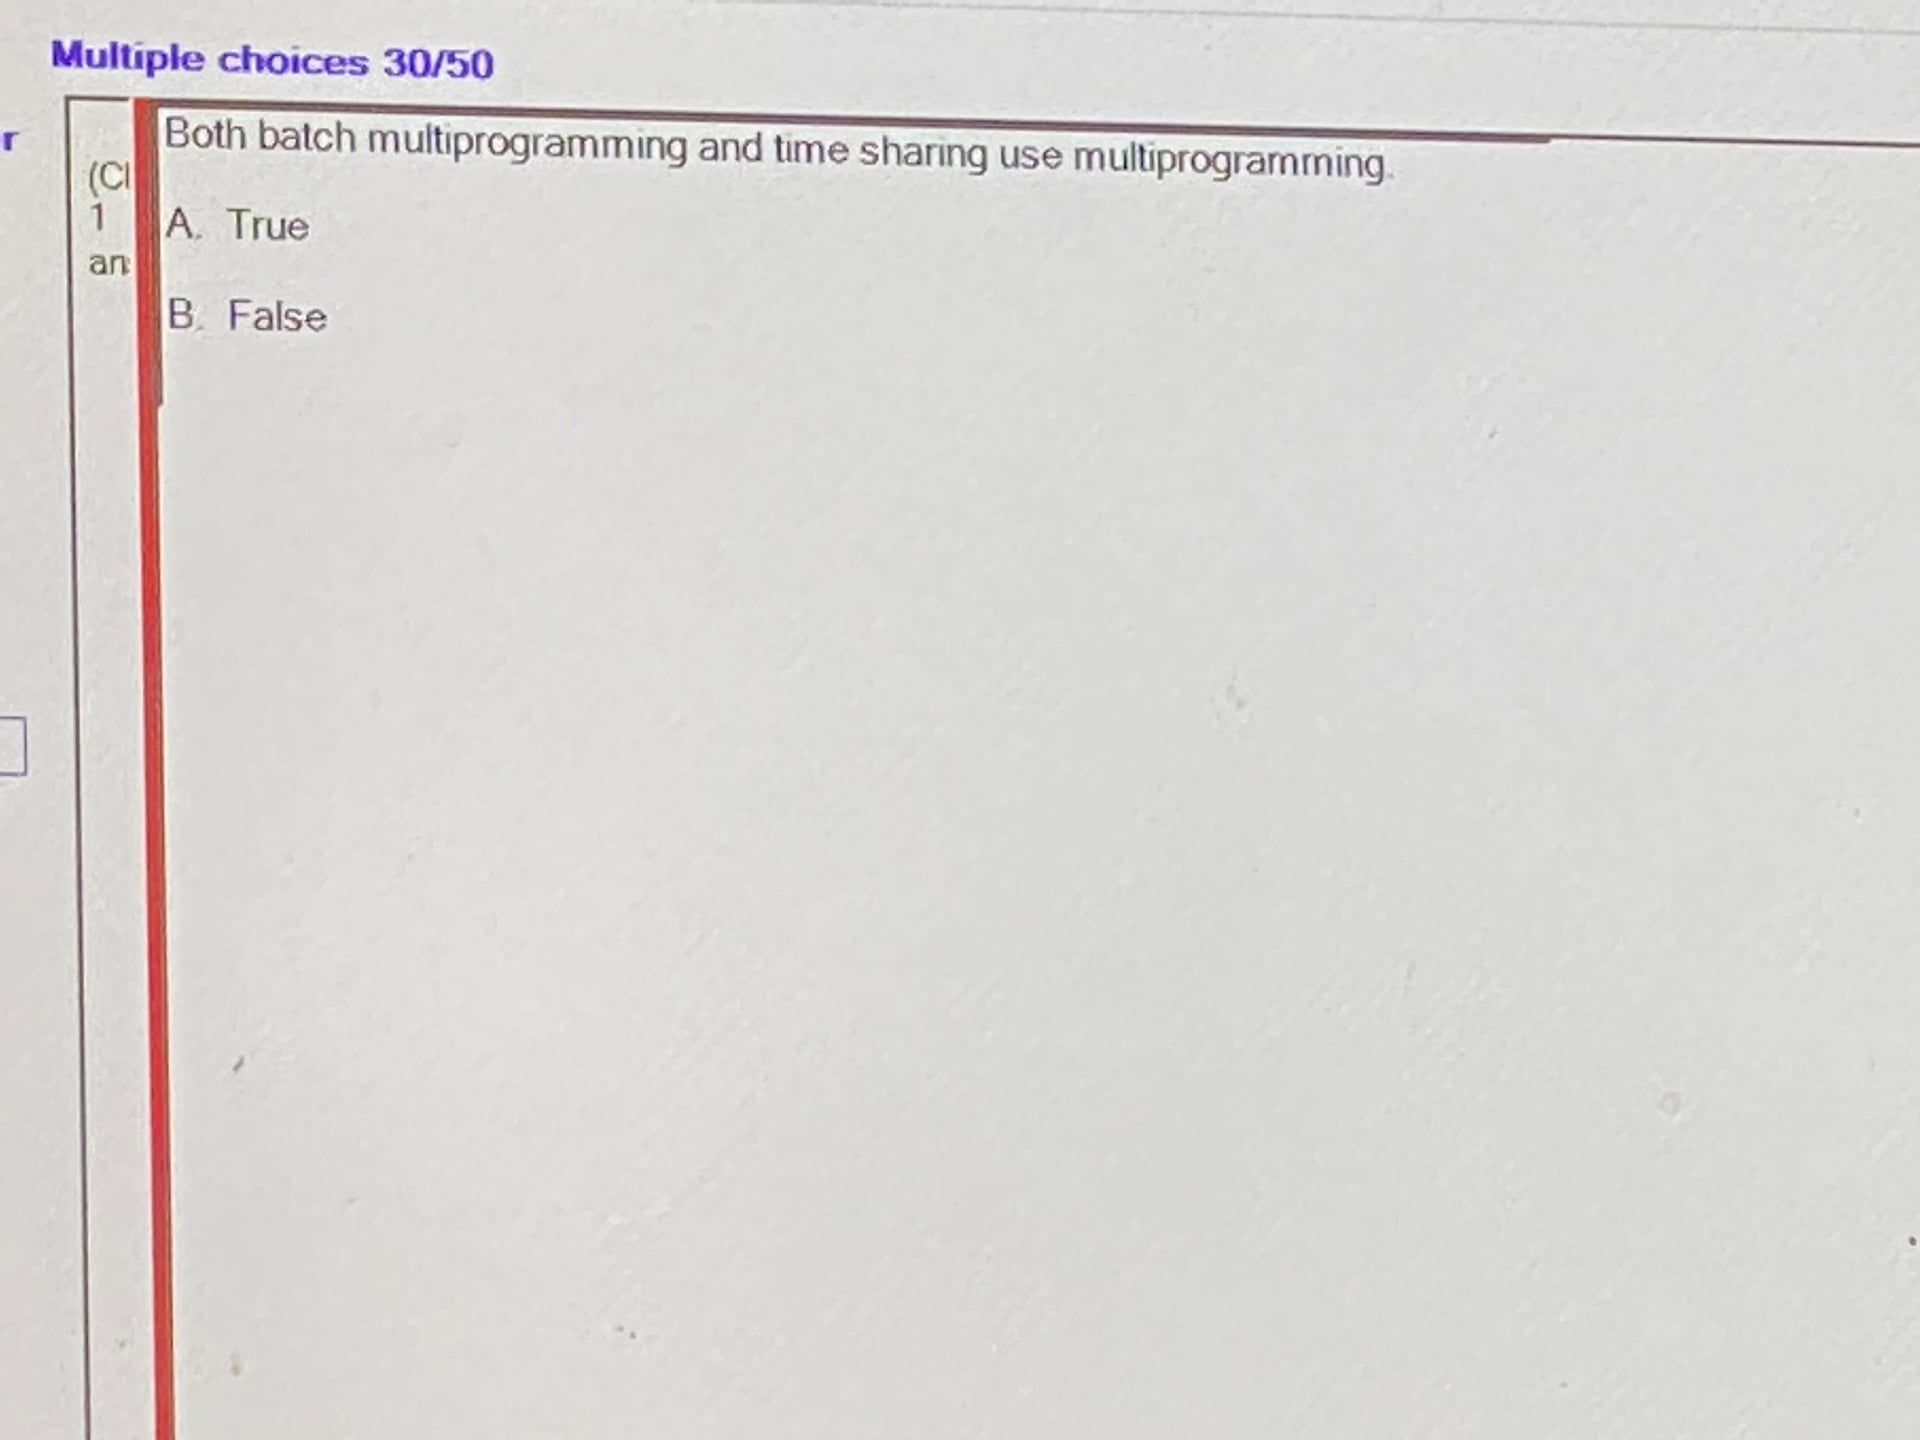 Multiple choices 30/50
r
Both batch multiprogramming and time sharing use multiprogramming.
(Cl
1
A. True
an
B. False